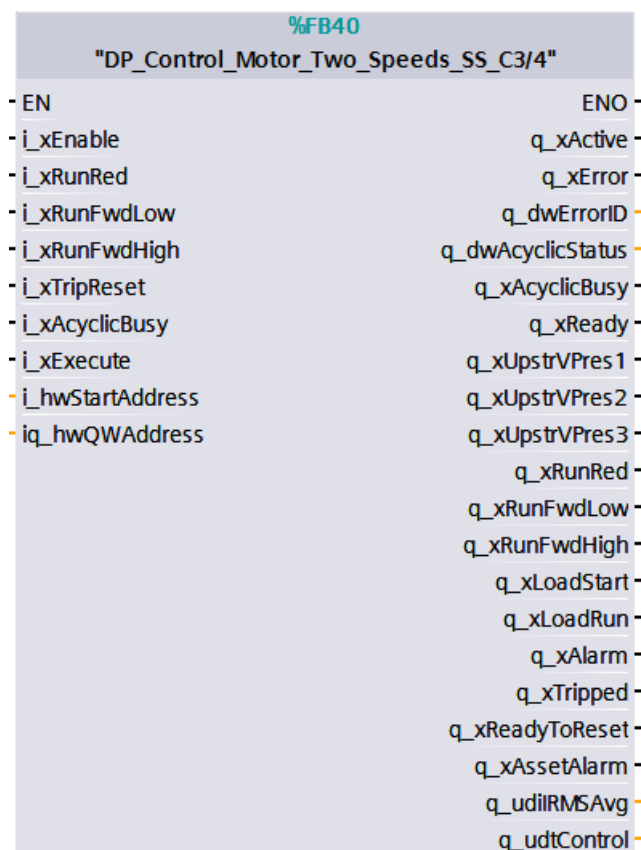 %FB40
"DP_Control_Motor_Two_Speeds_SS_C3/4"
EN ENO
i_xEnable q_xActive
i_xRunRed q_xError
i_xRunFwdLow q_dwErrorID
i_xRunFwdHigh q_dwAcyclicStatus
i_xTripReset q_xAcyclicBusy
i_xAcyclicBusy q_xReady
i_xExecute q_xUpstrVPres1
i_hwStartAddress q_xUpstrVPres2
iq_hwQWAddress q_xUpstrVPres3
q_xRunRed
q_xRunFwdLow
q_xRunFwdHigh
q_xLoadStart
q_xLoadRun
q_xAlarm
q_xTripped
q_xReadyToReset
q_xAssetAlarm
q_udiIRMSAvg
q_udtControl